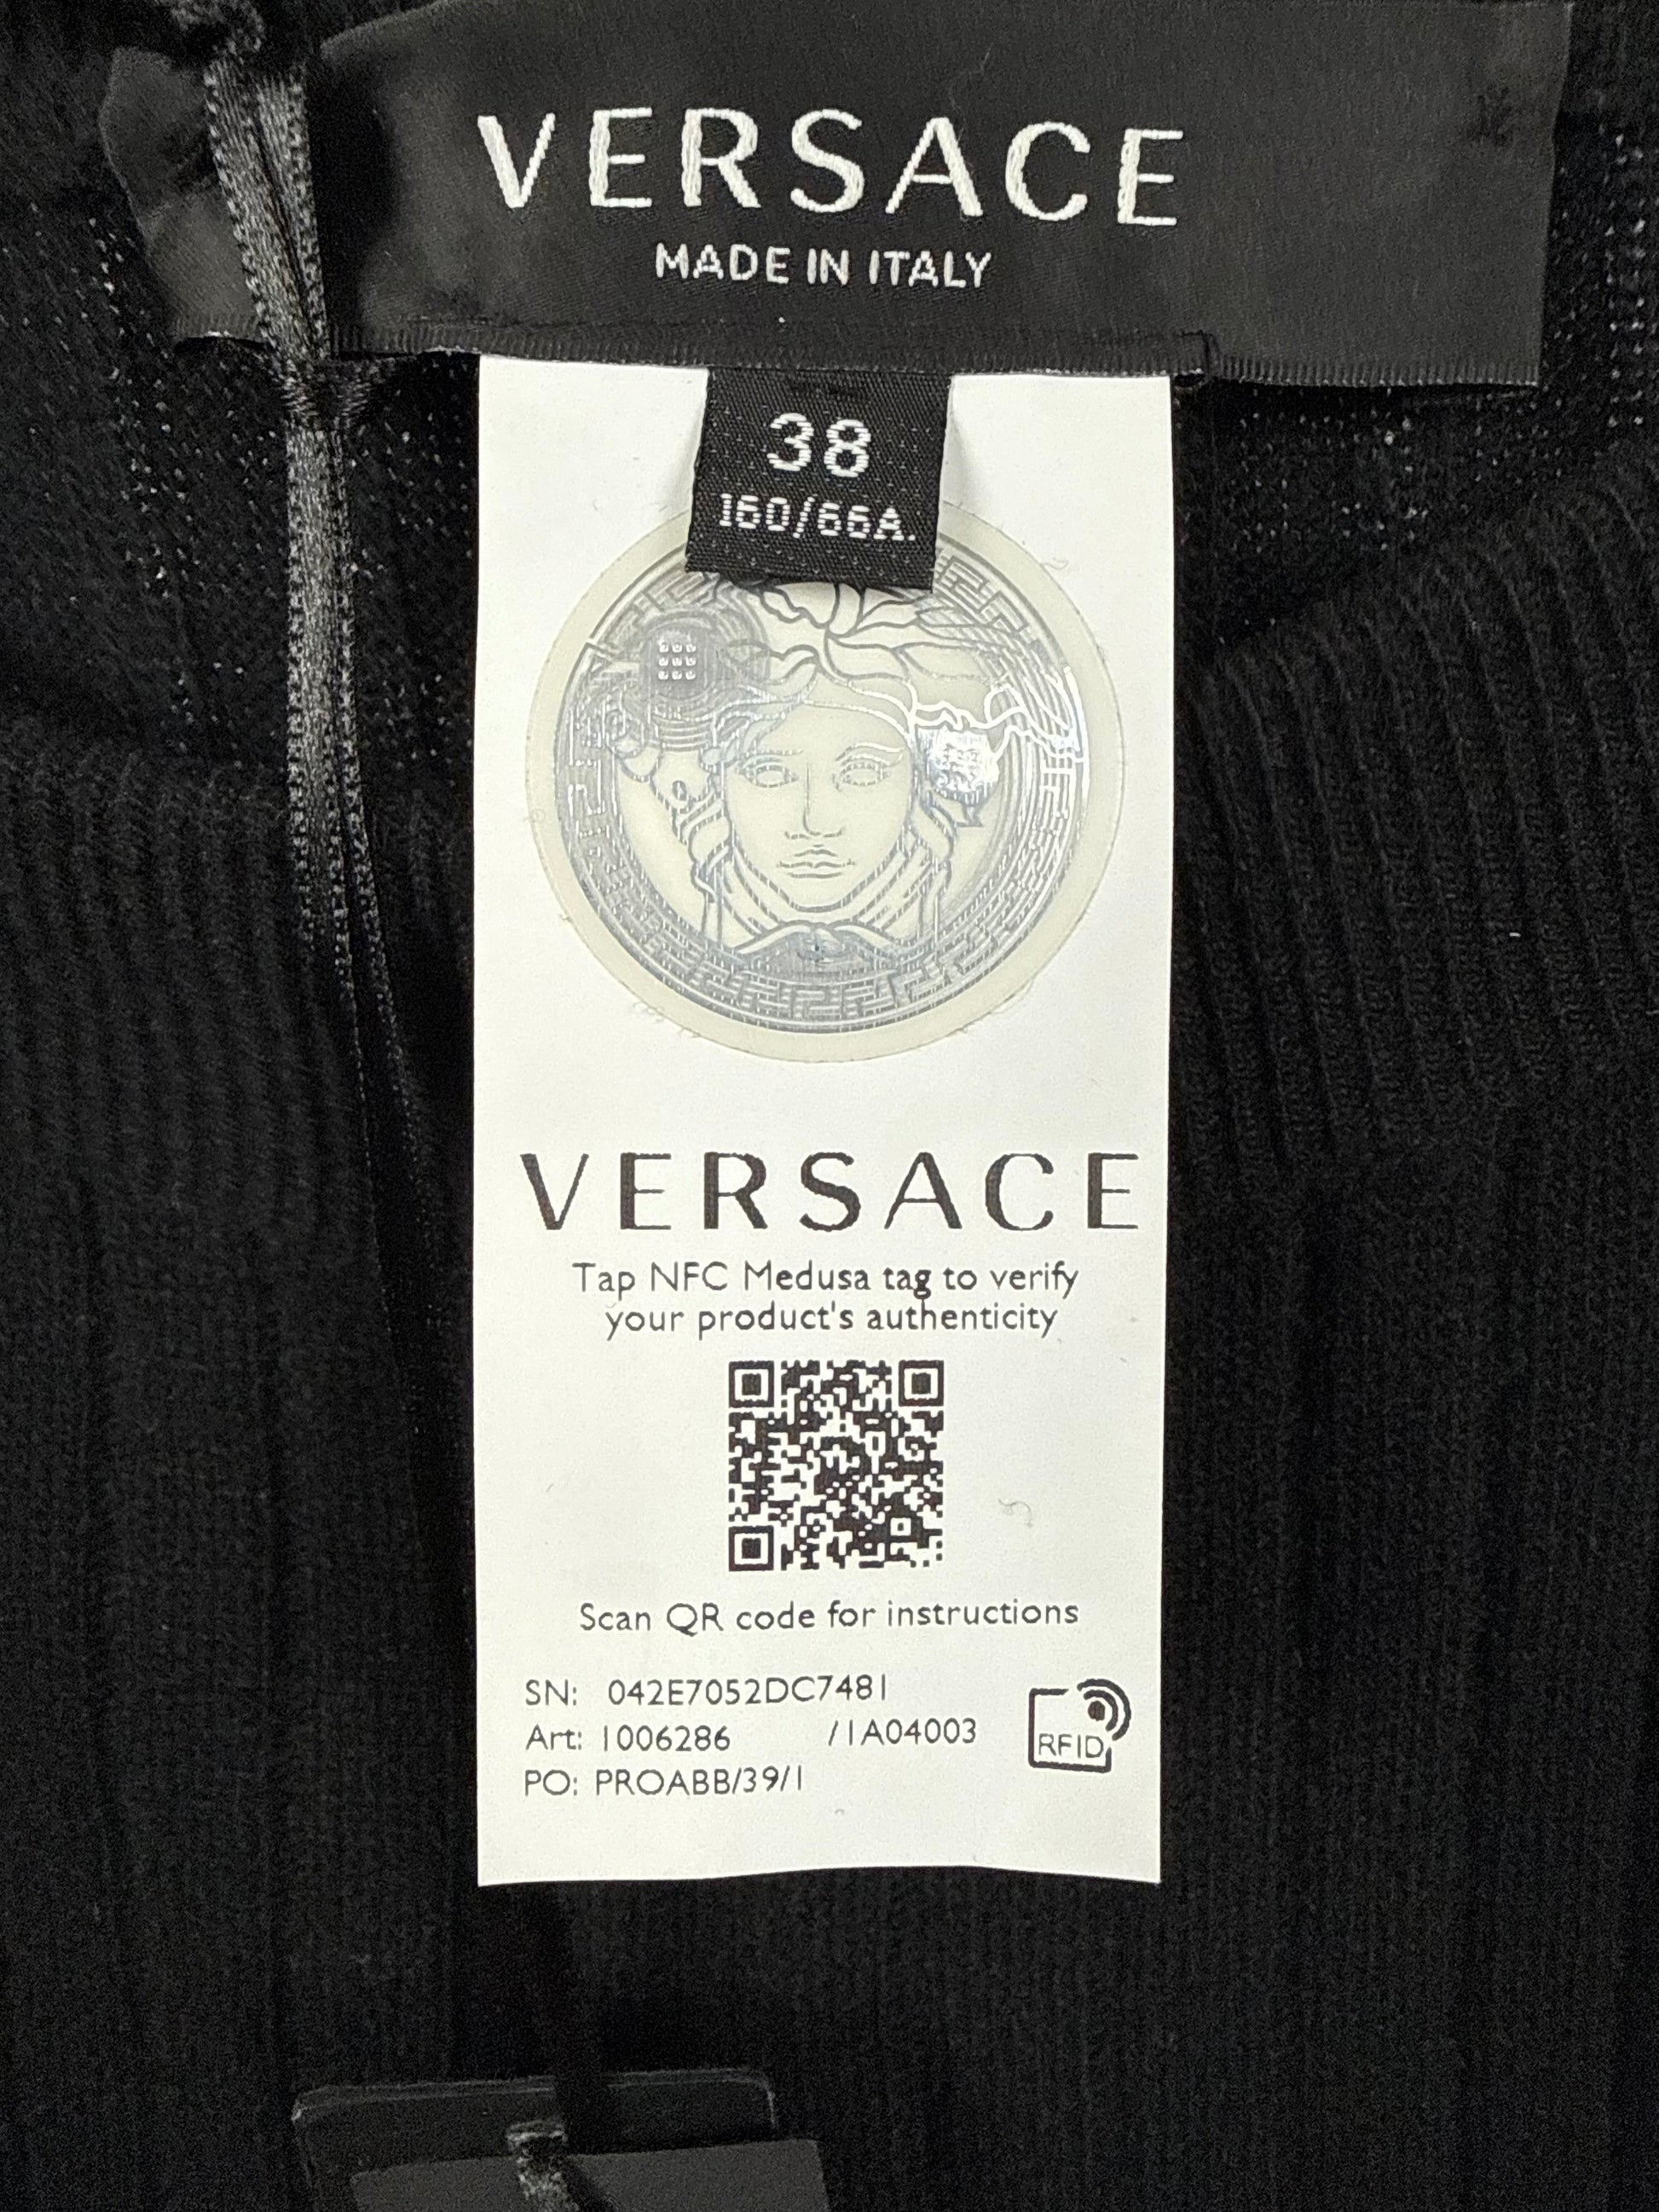 VERSACE
MADE IN ITALY
38
160/66A.
VERSACE
Tap NFC Medusa tag to verify
your product's authenticity
Scan QR code for instructions
SN: 042E7052DC7481
Art: 1006286 /1A04003
PO: PROABB/39/1
RFID